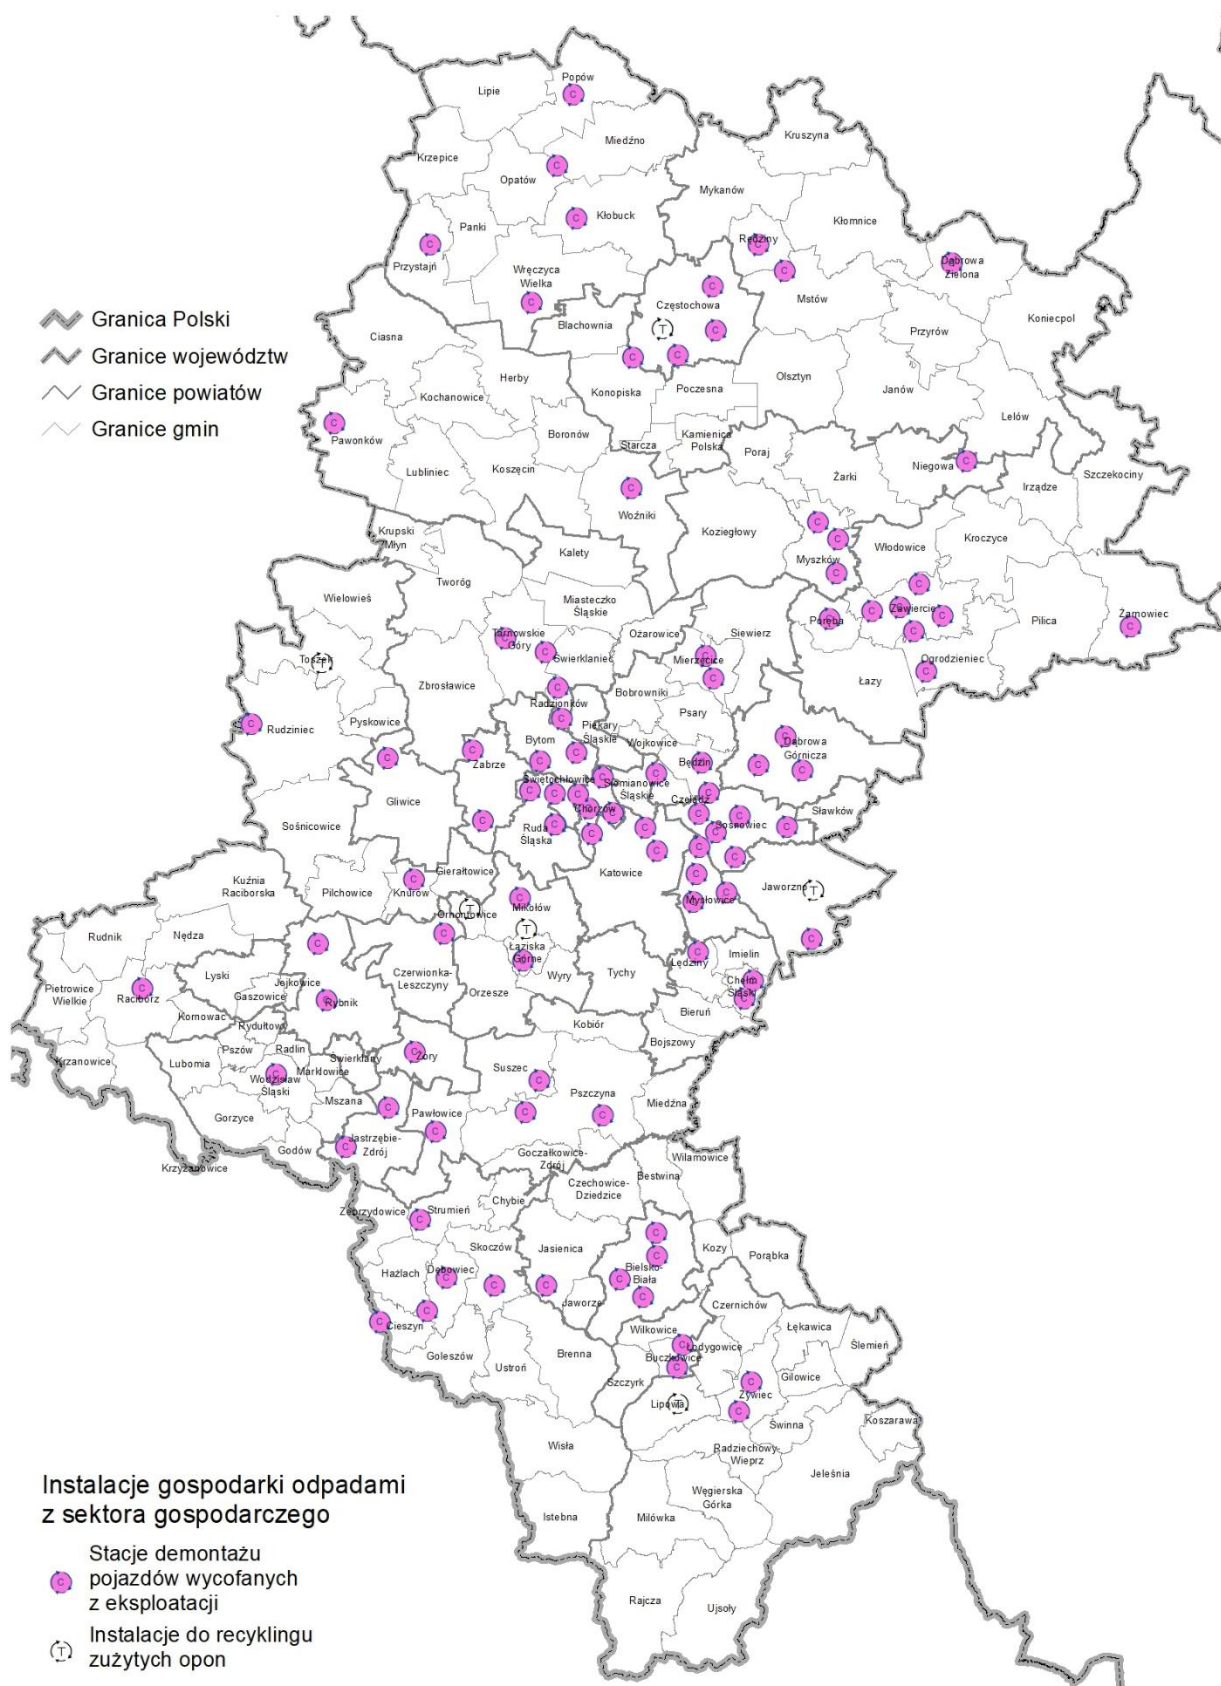 Popów
Lipie
Kruszyna
Miedźno
Krzepice
Opatów
Mykanów
Kłobuck
Kłomnice
Panki
Rędziny
Przystajń
Dąbrowa
Zielona
Wręczyca
Wielka
Mstów
Częstochowa
Koniecpol
Blachownia
Przyrów
Granica Polski
Granice województw
Granice powiatów
Granice gmin
Ciasna
Herby
Olsztyn
Konopiska
Poczesna
Janów
Kochanowice
Lelów
Pawonków
Boronów
Starcza
Kamienica
Polska
Poraj
Niegowa
Lubliniec
Koszęcin
Żarki
Szczekociny
Irządze
Woźniki
Krupski
Młyn
Koziegłowy
Kroczyce
Kalety
Włodowice
Myszków
Tworóg
Wielowieś
Miasteczko
Śląskie
Zawiercie
Żarnowiec
Poręba
Siewierz
Pilica
Tarnowskie
Góry
Ożarowice
Świerklaniec
Mierzęcice
Ogrodzieniec
Toszek
Łazy
Zbrosławice
Bobrowniki
Radzionków
Psary
Rudziniec
Pyskowice
Piekary
Śląskie
Bytom
Wojkowice
Dąbrowa
Górnicza
Zabrze
Będzin
Świętochłowice
Siemianowice
Śląskie
Gliwice
Czeladź
Chorzów
Sławków
Sośnicowice
Ruda
Śląska
Sosnowiec
Gierałtowice
Katowice
Kuźnia
Raciborska
Pilchowice
Knurów
Jaworzno
Mysłowice
Mikołów
Ornontowice
Rudnik
Nędza
Łaziska
Górne
Imielin
Lędziny
Lyski
Czerwionka-
Leszczyny
Wyry
Tychy
Chełm
Śląski
Pietrowice
Wielkie
Racibórz
Jejkowice
Gaszowice
Orzesze
Rybnik
Kornowac
Bieruń
Rydułtowy
Kobiór
Bojszowy
Pszów
Radlin
Krzanowice
Lubomia
Świerklany
Żory
Marklowice
Suszec
Wodzisław
Śląski
Pszczyna
Mszana
Miedźna
Gorzyce
Pawłowice
Jastrzębie-
Zdrój
Godów
Goczałkowice-
Zdrój
Wilamowice
Krzyżanowice
Bestwina
Czechowice-
Dziedzice
Chybie
Zebrzydowice
Strumień
Skoczów
Jasienica
Kozy
Porąbka
Hażlach
Dębowiec
Bielsko-
Biała
Jaworze
Czernichów
Cieszyn
Wilkowice
Łękawica
Łodygowice
Ślemień
Goleszów
Brenna
Buczkowice
Ustroń
Gilowice
Szczyrk
Żywiec
Lipowa
Koszarawa
Świnna
Wisła
Radziechowy-
Wieprz
Jeleśnia
Węgierska
Górka
Istebna
Milówka
Rajcza
Ujsoły
Instalacje gospodarki odpadami
z sektora gospodarczego
C
Stacje demontażu
pojazdów wycofanych
z eksploatacji
T
Instalacje do recyklingu
zużytych opon